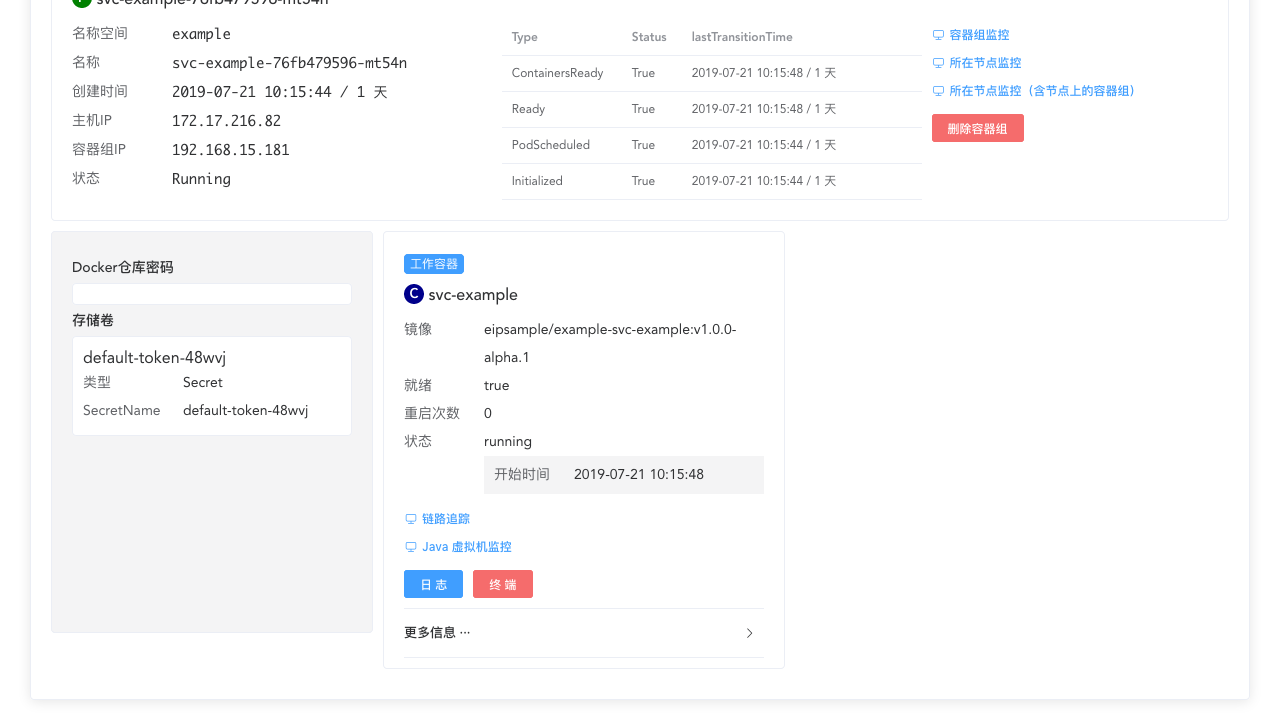 svc-example-76fb479596-mt54n
名称空间 example
名称 svc-example-76fb479596-mt54n
创建时间 2019-07-21 10:15:44 / 1 天
主机IP 172.17.216.82
容器组IP 192.168.15.181
状态 Running
Type Status lastTransitionTime
ContainersReady True 2019-07-21 10:15:48 / 1 天
Ready True 2019-07-21 10:15:48 / 1 天
PodScheduled True 2019-07-21 10:15:44 / 1 天
Initialized True 2019-07-21 10:15:44 / 1 天
容器组监控
所在节点监控
所在节点监控（含节点上的容器组）
删除容器组
Docker仓库密码
存储卷
default-token-48wvj
类型 Secret
SecretName default-token-48wvj
工作容器
C svc-example
镜像 eipsample/example-svc-example:v1.0.0-
alpha.1
就绪 true
重启次数 0
状态 running
开始时间 2019-07-21 10:15:48
链路追踪
Java 虚拟机监控
日 志 终 端
更多信息 ···